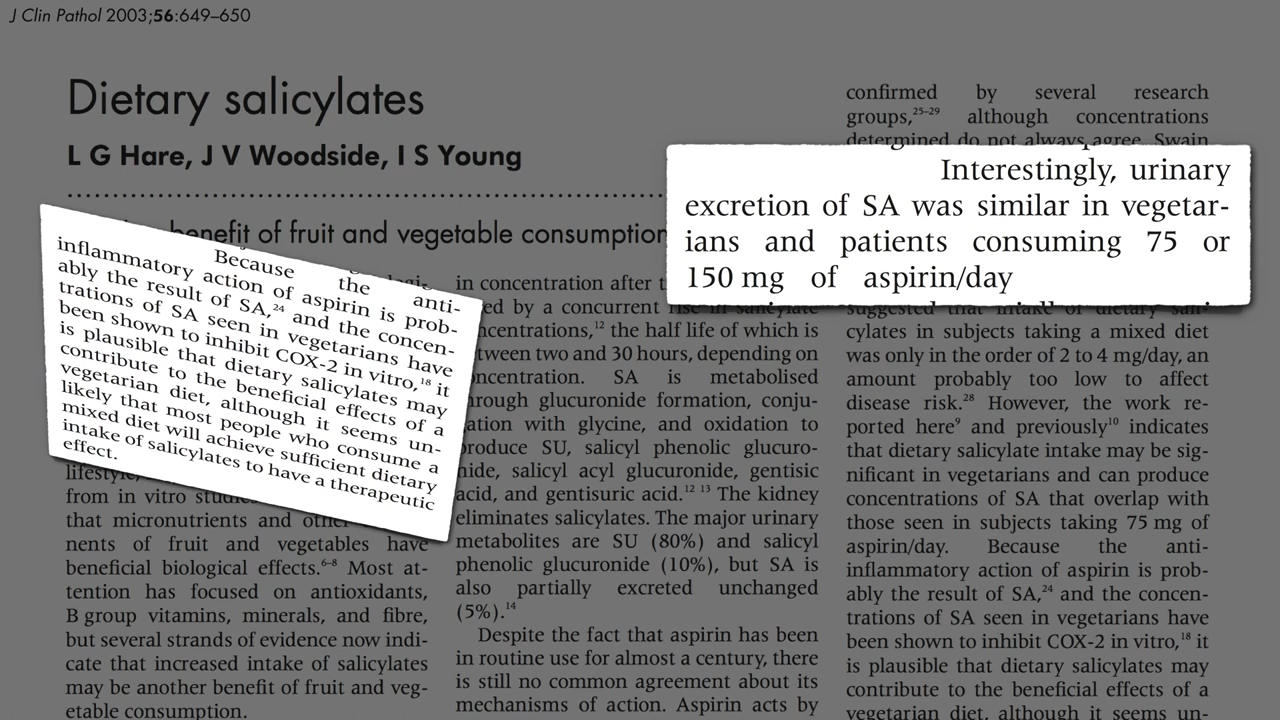 J Clin Pathol 2003;56:649–650
Dietary salicylates
L G Hare, J V Woodside, I S Young
benefit of fruit and vegetable consumption
Because the anti-
inflammatory action of aspirin is prob-
ably the result of SA,24 and the concen-
trations of SA seen in vegetarians have
been shown to inhibit COX-2 in vitro,18 it
is plausible that dietary salicylates may
contribute to the beneficial effects of a
vegetarian diet, although it seems un-
likely that most people who consume a
mixed diet will achieve sufficient dietary
intake of salicylates to have a therapeutic
effect.
lifestyle,
from in vitro studies
that micronutrients and other
nents of fruit and vegetables have
beneficial biological effects.6–8 Most at-
tention has focused on antioxidants,
B group vitamins, minerals, and fibre,
but several strands of evidence now indi-
cate that increased intake of salicylates
may be another benefit of fruit and veg-
etable consumption.
in concentration after
by a concurrent rise in salicylate
ncentrations,12 the half life of which is
tween two and 30 hours, depending on
oncentration. SA is metabolised
hrough glucuronide formation, conju-
ation with glycine, and oxidation to
produce SU, salicyl phenolic glucuro-
nide, salicyl acyl glucuronide, gentisic
acid, and gentisuric acid.12 13 The kidney
eliminates salicylates. The major urinary
metabolites are SU (80%) and salicyl
phenolic glucuronide (10%), but SA is
also partially excreted unchanged
(5%).14
Despite the fact that aspirin has been
in routine use for almost a century, there
is still no common agreement about its
mechanisms of action. Aspirin acts by
confirmed by several research
groups,25–29 although concentrations
determined do not always agree. Swain
Interestingly, urinary
excretion of SA was similar in vegetar-
ians and patients consuming 75 or
150 mg of aspirin/day
suggested that intake of dietary sali-
cylates in subjects taking a mixed diet
was only in the order of 2 to 4 mg/day, an
amount probably too low to affect
disease risk.28 However, the work re-
ported here9 and previously10 indicates
that dietary salicylate intake may be sig-
nificant in vegetarians and can produce
concentrations of SA that overlap with
those seen in subjects taking 75 mg of
aspirin/day. Because the anti-
inflammatory action of aspirin is prob-
ably the result of SA,24 and the concen-
trations of SA seen in vegetarians have
been shown to inhibit COX-2 in vitro,18 it
is plausible that dietary salicylates may
contribute to the beneficial effects of a
vegetarian diet, although it seems un-